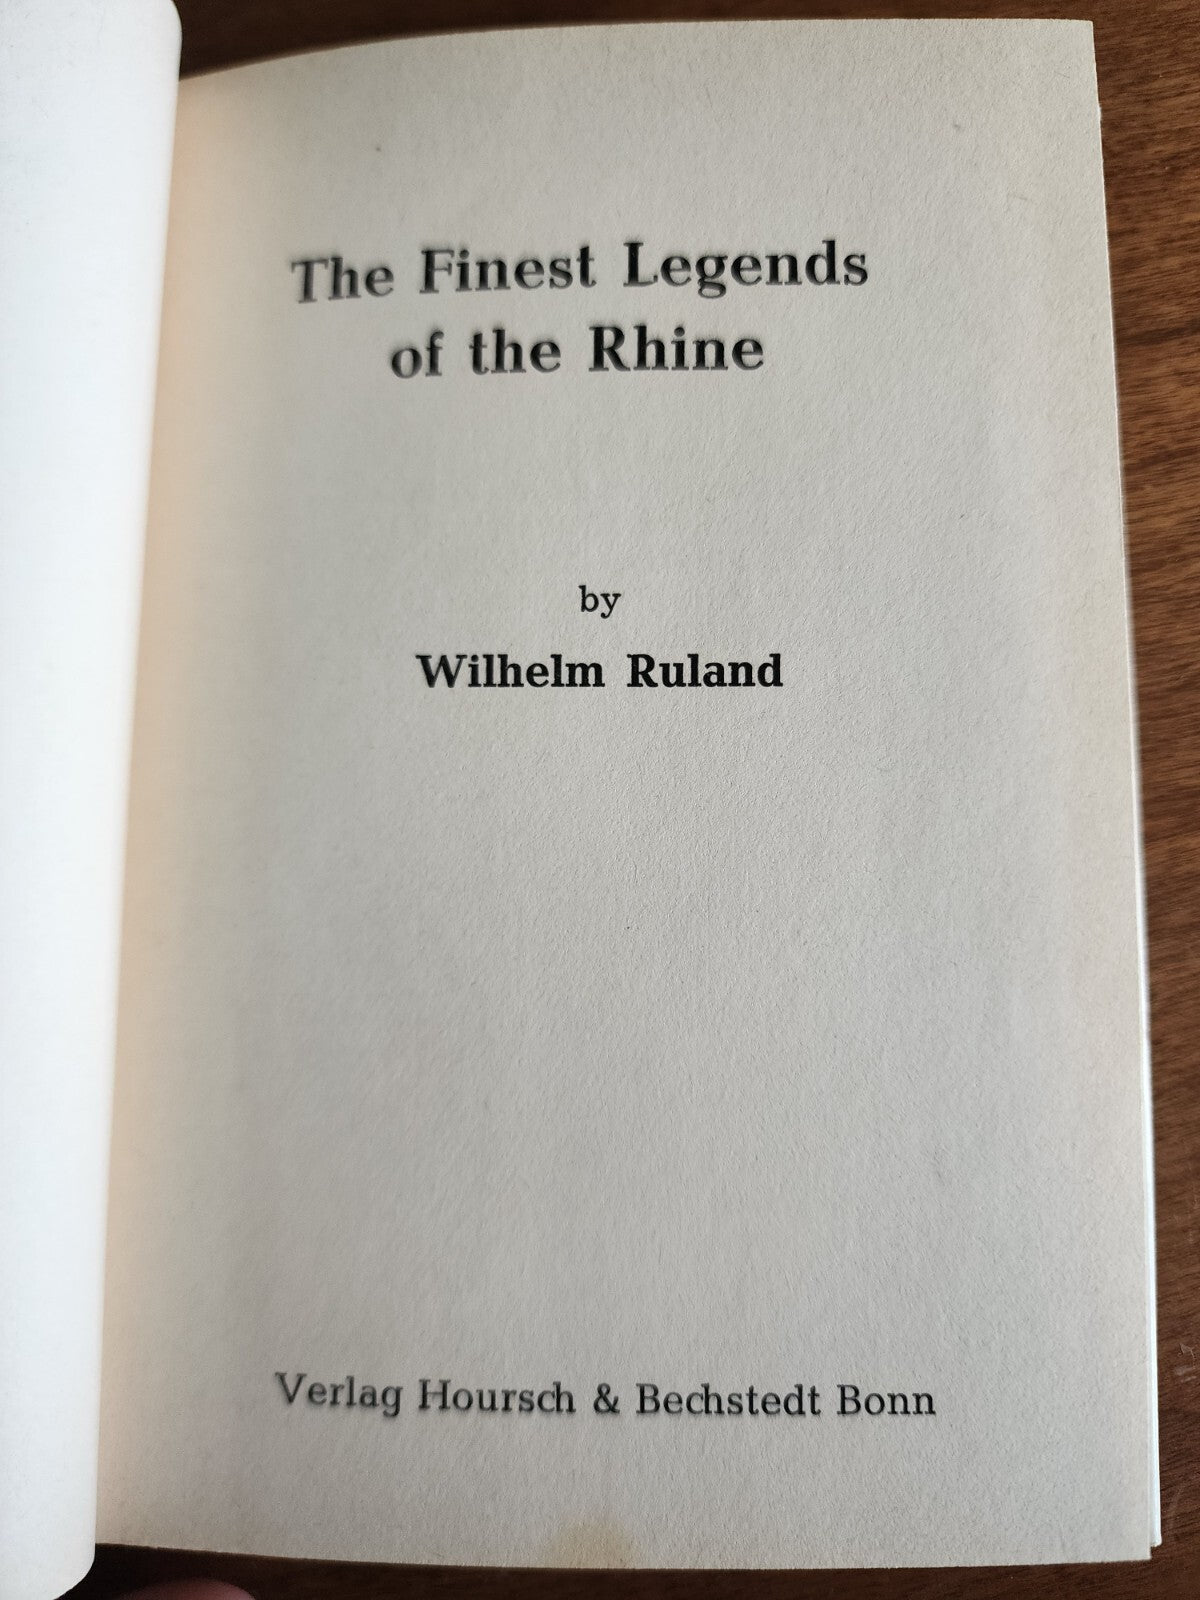 The Finest Legends
of the Rhine
by
Wilhelm Ruland
Verlag Hoursch & Bechstedt Bonn